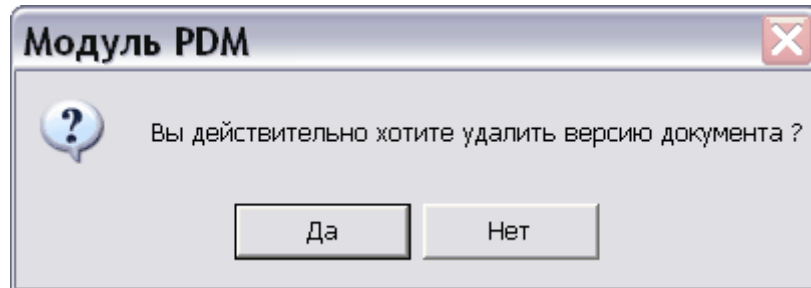 Модуль PDM
Вы действительно хотите удалить версию документа ?
Да
Нет